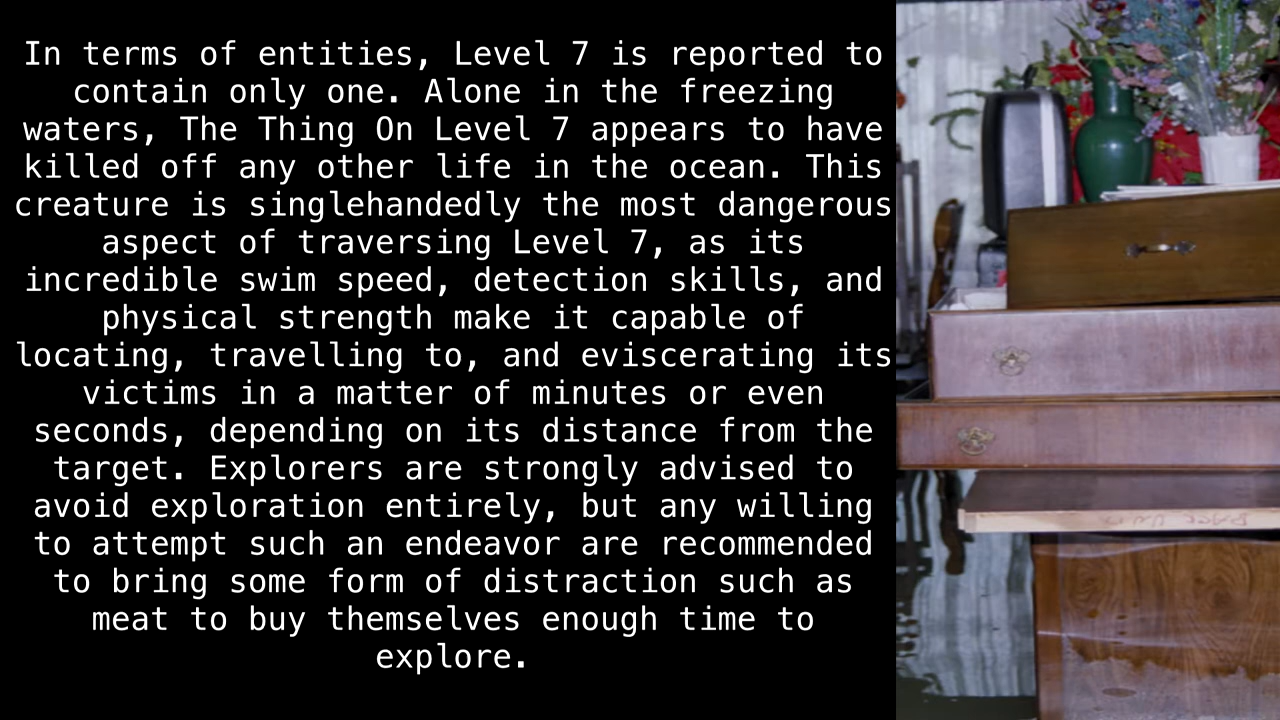 In terms of entities, Level 7 is reported to
contain only one. Alone in the freezing
waters, The Thing On Level 7 appears to have
killed off any other life in the ocean. This
creature is singlehandedly the most dangerous
aspect of traversing Level 7, as its
incredible swim speed, detection skills, and
physical strength make it capable of
locating, travelling to, and eviscerating its
victims in a matter of minutes or even
seconds, depending on its distance from the
target. Explorers are strongly advised to
avoid exploration entirely, but any willing
to attempt such an endeavor are recommended
to bring some form of distraction such as
meat to buy themselves enough time to
explore.